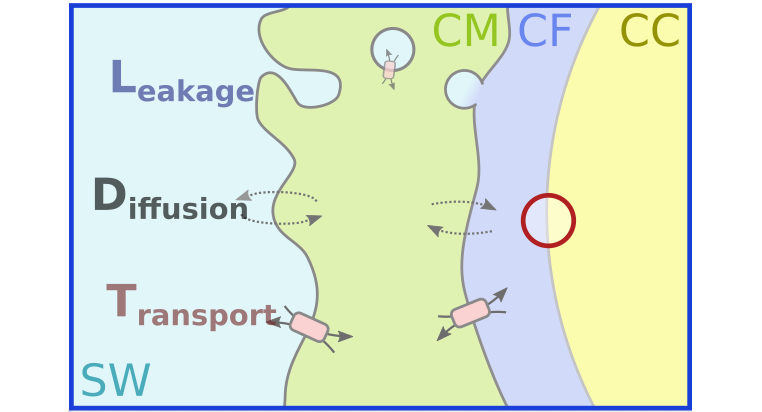 CM CF CC
Leakage
Diffusion
Transport
SW